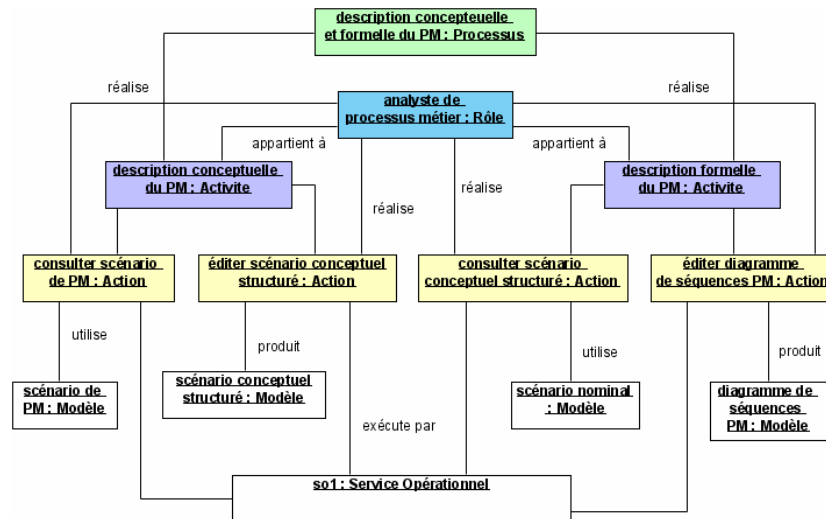 description concepteuelle
et formelle du PM : Processus
réalise
réalise
analyste de
processus métier : Rôle
appartient à
appartient à
description conceptuelle
du PM : Activite
description formelle
du PM : Activite
réalise
réalise
consulter scénario
de PM : Action
éditer scénario conceptuel
structuré : Action
consulter scénario
conceptuel structuré : Action
éditer diagramme
de séquences PM : Action
utilise
produit
utilise
produit
scénario de
PM : Modèle
scénario conceptuel
structuré : Modèle
scénario nominal
: Modèle
diagramme de
séquences
PM : Modèle
exécute par
so1 : Service Opérationnel